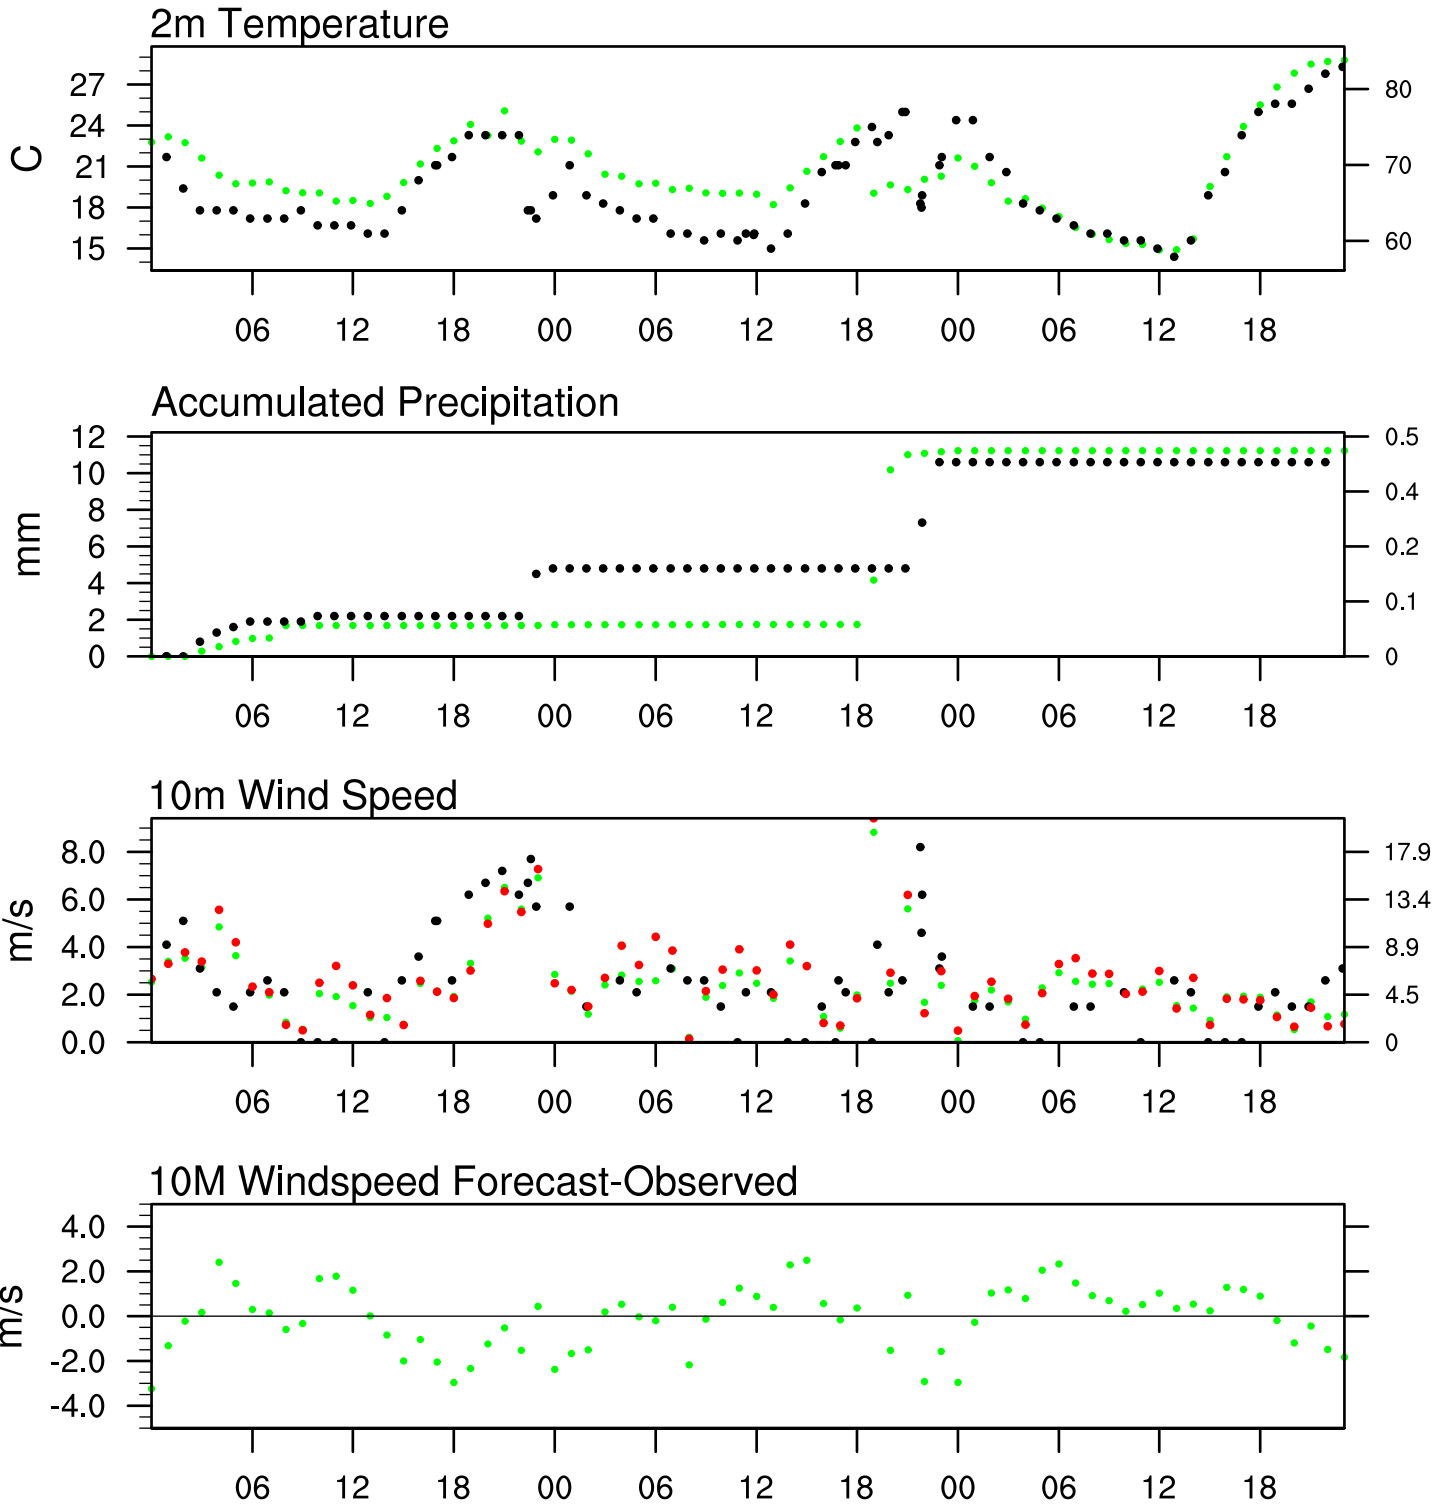 2m Temperature
27
24
21
18
15
C
80
70
60
06 12 18 00 06 12 18 00 06 12 18
Accumulated Precipitation
12
10
8
6
4
2
0
mm
0.5
0.4
0.2
0.1
0
06 12 18 00 06 12 18 00 06 12 18
10m Wind Speed
8.0
6.0
4.0
2.0
0.0
m/s
17.9
13.4
8.9
4.5
0
06 12 18 00 06 12 18 00 06 12 18
10M Windspeed Forecast-Observed
4.0
2.0
0.0
-2.0
-4.0
m/s
06 12 18 00 06 12 18 00 06 12 18